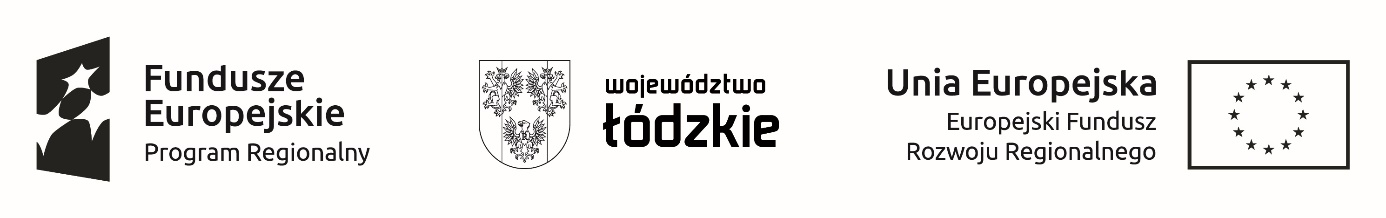 Fundusze
Europejskie
Program Regionalny
województwo
łódzkie
Unia Europejska
Europejski Fundusz
Rozwoju Regionalnego